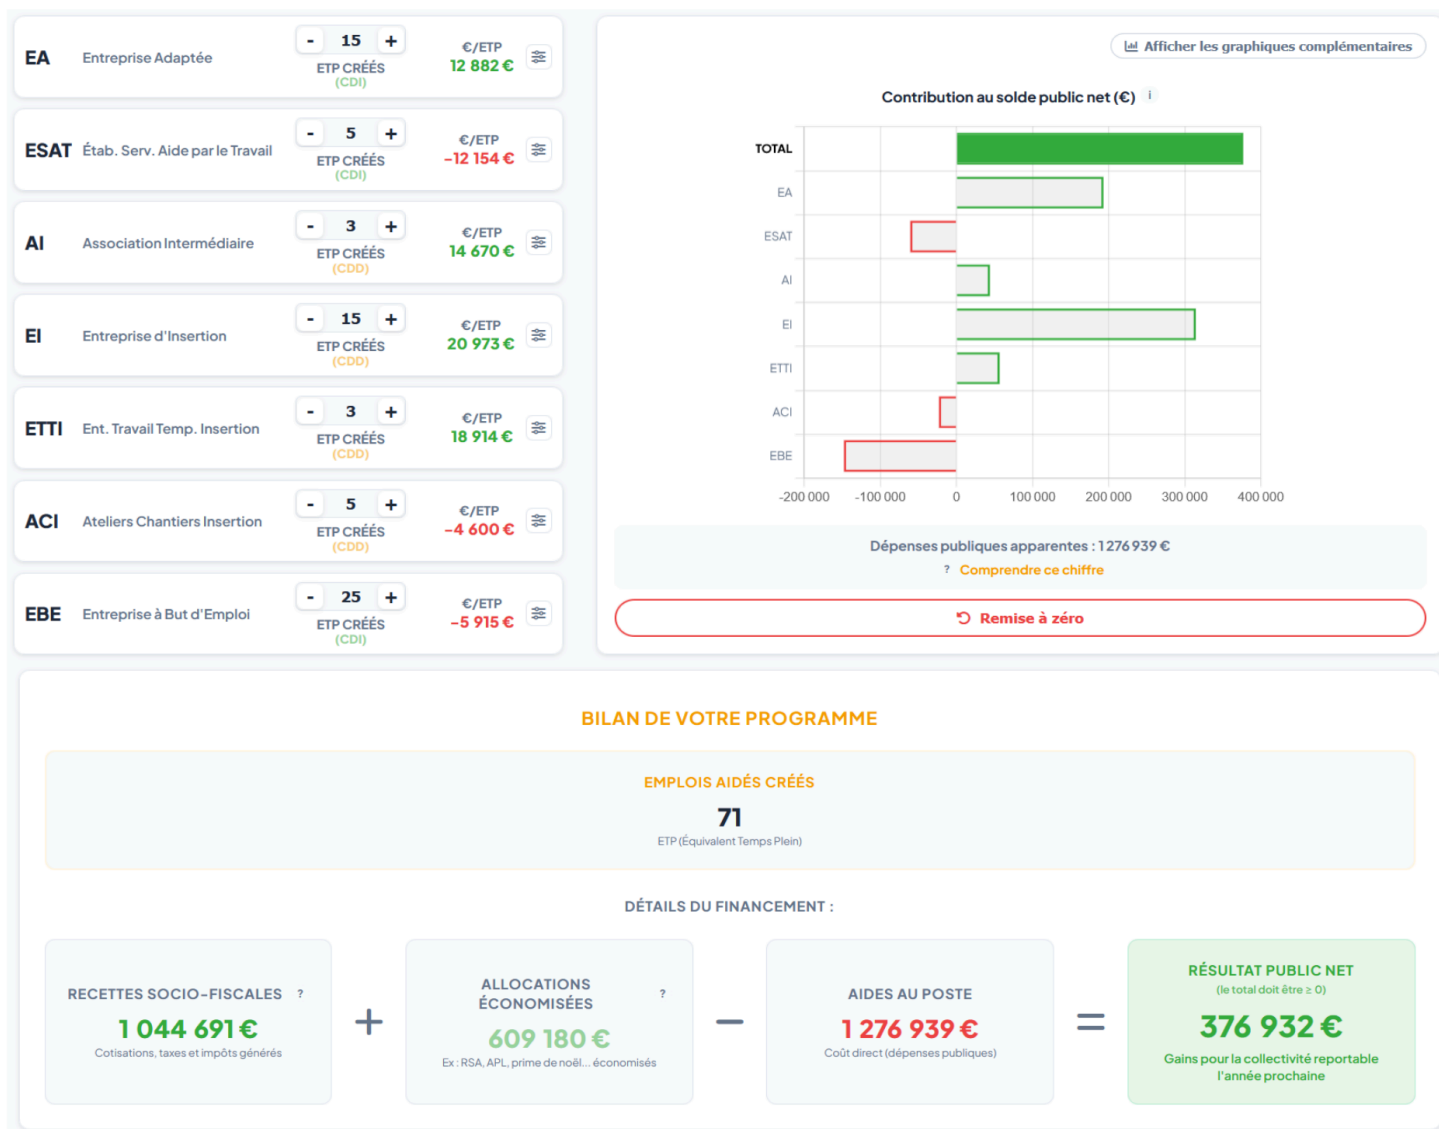 EA
Entreprise Adaptée
- 15 +
ETP CRÉÉS
(CDI)
€/ETP
12 882 €
ESAT
Étab. Serv. Aide par le Travail
- 5 +
ETP CRÉÉS
(CDI)
€/ETP
-12 154 €
AI
Association Intermédiaire
- 3 +
ETP CRÉÉS
(CDD)
€/ETP
14 670 €
EI
Entreprise d'Insertion
- 15 +
ETP CRÉÉS
(CDD)
€/ETP
20 973 €
ETTI
Ent. Travail Temp. Insertion
- 3 +
ETP CRÉÉS
(CDD)
€/ETP
18 914 €
ACI
Ateliers Chantiers Insertion
- 5 +
ETP CRÉÉS
(CDD)
€/ETP
-4 600 €
EBE
Entreprise à But d'Emploi
- 25 +
ETP CRÉÉS
(CDI)
€/ETP
-5 915 €
Afficher les graphiques complémentaires
Contribution au solde public net (€) i
TOTAL
EA
ESAT
AI
EI
ETTI
ACI
EBE
-200 000 -100 000 0 100 000 200 000 300 000 400 000
Dépenses publiques apparentes : 1 276 939 €
? Comprendre ce chiffre
Remise à zéro
BILAN DE VOTRE PROGRAMME
EMPLOIS AIDÉS CRÉÉS
71
ETP (Équivalent Temps Plein)
DÉTAILS DU FINANCEMENT :
RECETTES SOCIO-FISCALES ?
1 044 691 €
Cotisations, taxes et impôts générés
+
ALLOCATIONS
ÉCONOMISÉES ?
609 180 €
Ex : RSA, APL, prime de noël... économisés
−
AIDES AU POSTE
1 276 939 €
Coût direct (dépenses publiques)
=
RÉSULTAT PUBLIC NET
(le total doit être ≥ 0)
376 932 €
Gains pour la collectivité reportable
l'année prochaine